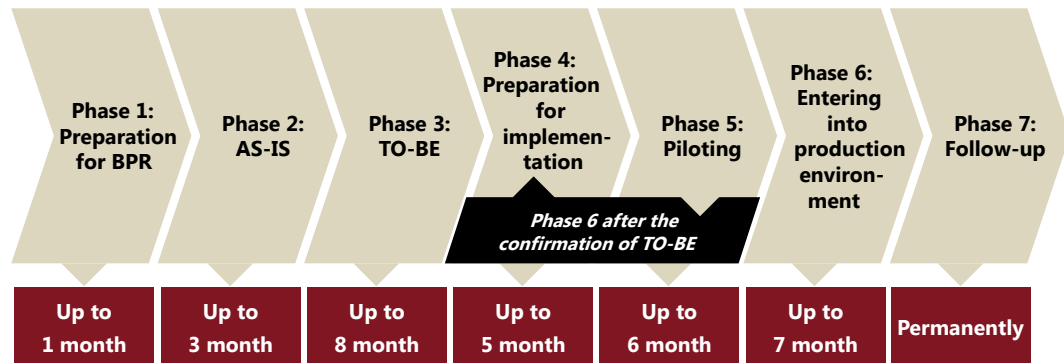 Phase 1:
Preparation
for BPR
Phase 2:
AS-IS
Phase 3:
TO-BE
Phase 4:
Preparation
for
implemen-
tation
Phase 5:
Piloting
Phase 6:
Entering
into
production
environ-
ment
Phase 7:
Follow-up
Phase 6 after the
confirmation of TO-BE
Up to
1 month
Up to
3 month
Up to
8 month
Up to
5 month
Up to
6 month
Up to
7 month
Permanently